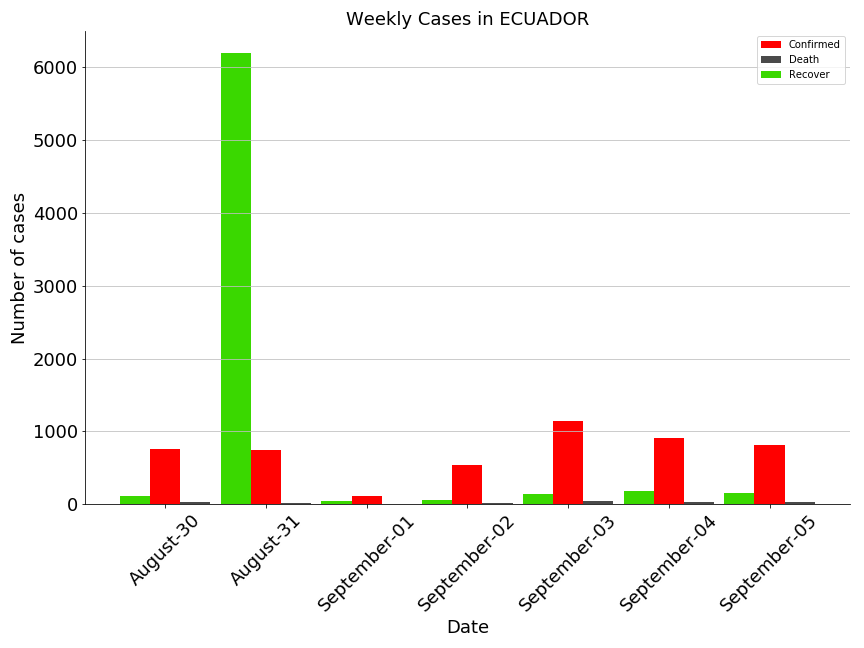 Weekly Cases in ECUADOR
Confirmed
Death
Recover
Number of cases
6000
5000
4000
3000
2000
1000
0
August-30
August-31
September-01
September-02
September-03
September-04
September-05
Date